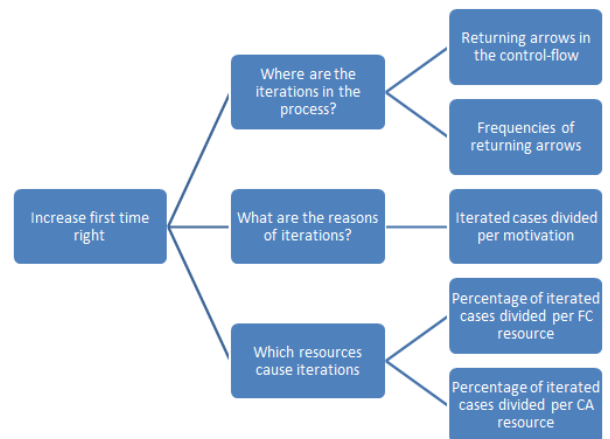 Returning arrows in
the control-flow
Where are the
iterations in the
process?
Frequencies of
returning arrows
Increase first time
right
What are the reasons
of iterations?
Iterated cases divided
per motivation
Percentage of iterated
cases divided per FC
resource
Which resources
cause iterations
Percentage of iterated
cases divided per CA
resource